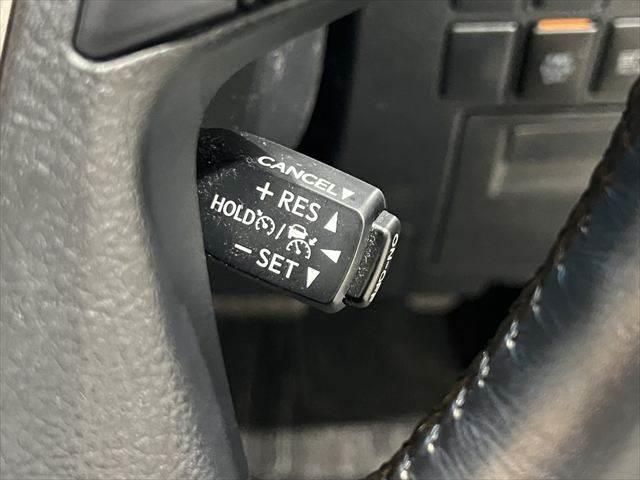 CANCEL▼
+ RES ▲
HOLD / ◀
− SET ▼
ON·OFF